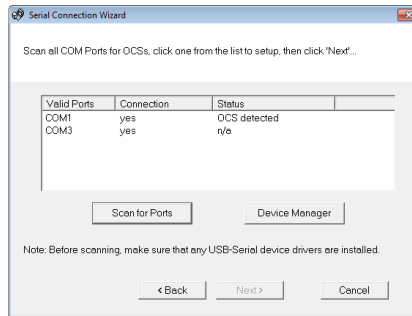 Serial Connection Wizard
Scan all COM Ports for OCSs, click one from the list to setup, then click 'Next'...
Valid Ports Connection Status
COM1 yes OCS detected
COM3 yes n/a
Scan for Ports Device Manager
Note: Before scanning, make sure that any USB-Serial device drivers are installed.
< Back Next > Cancel